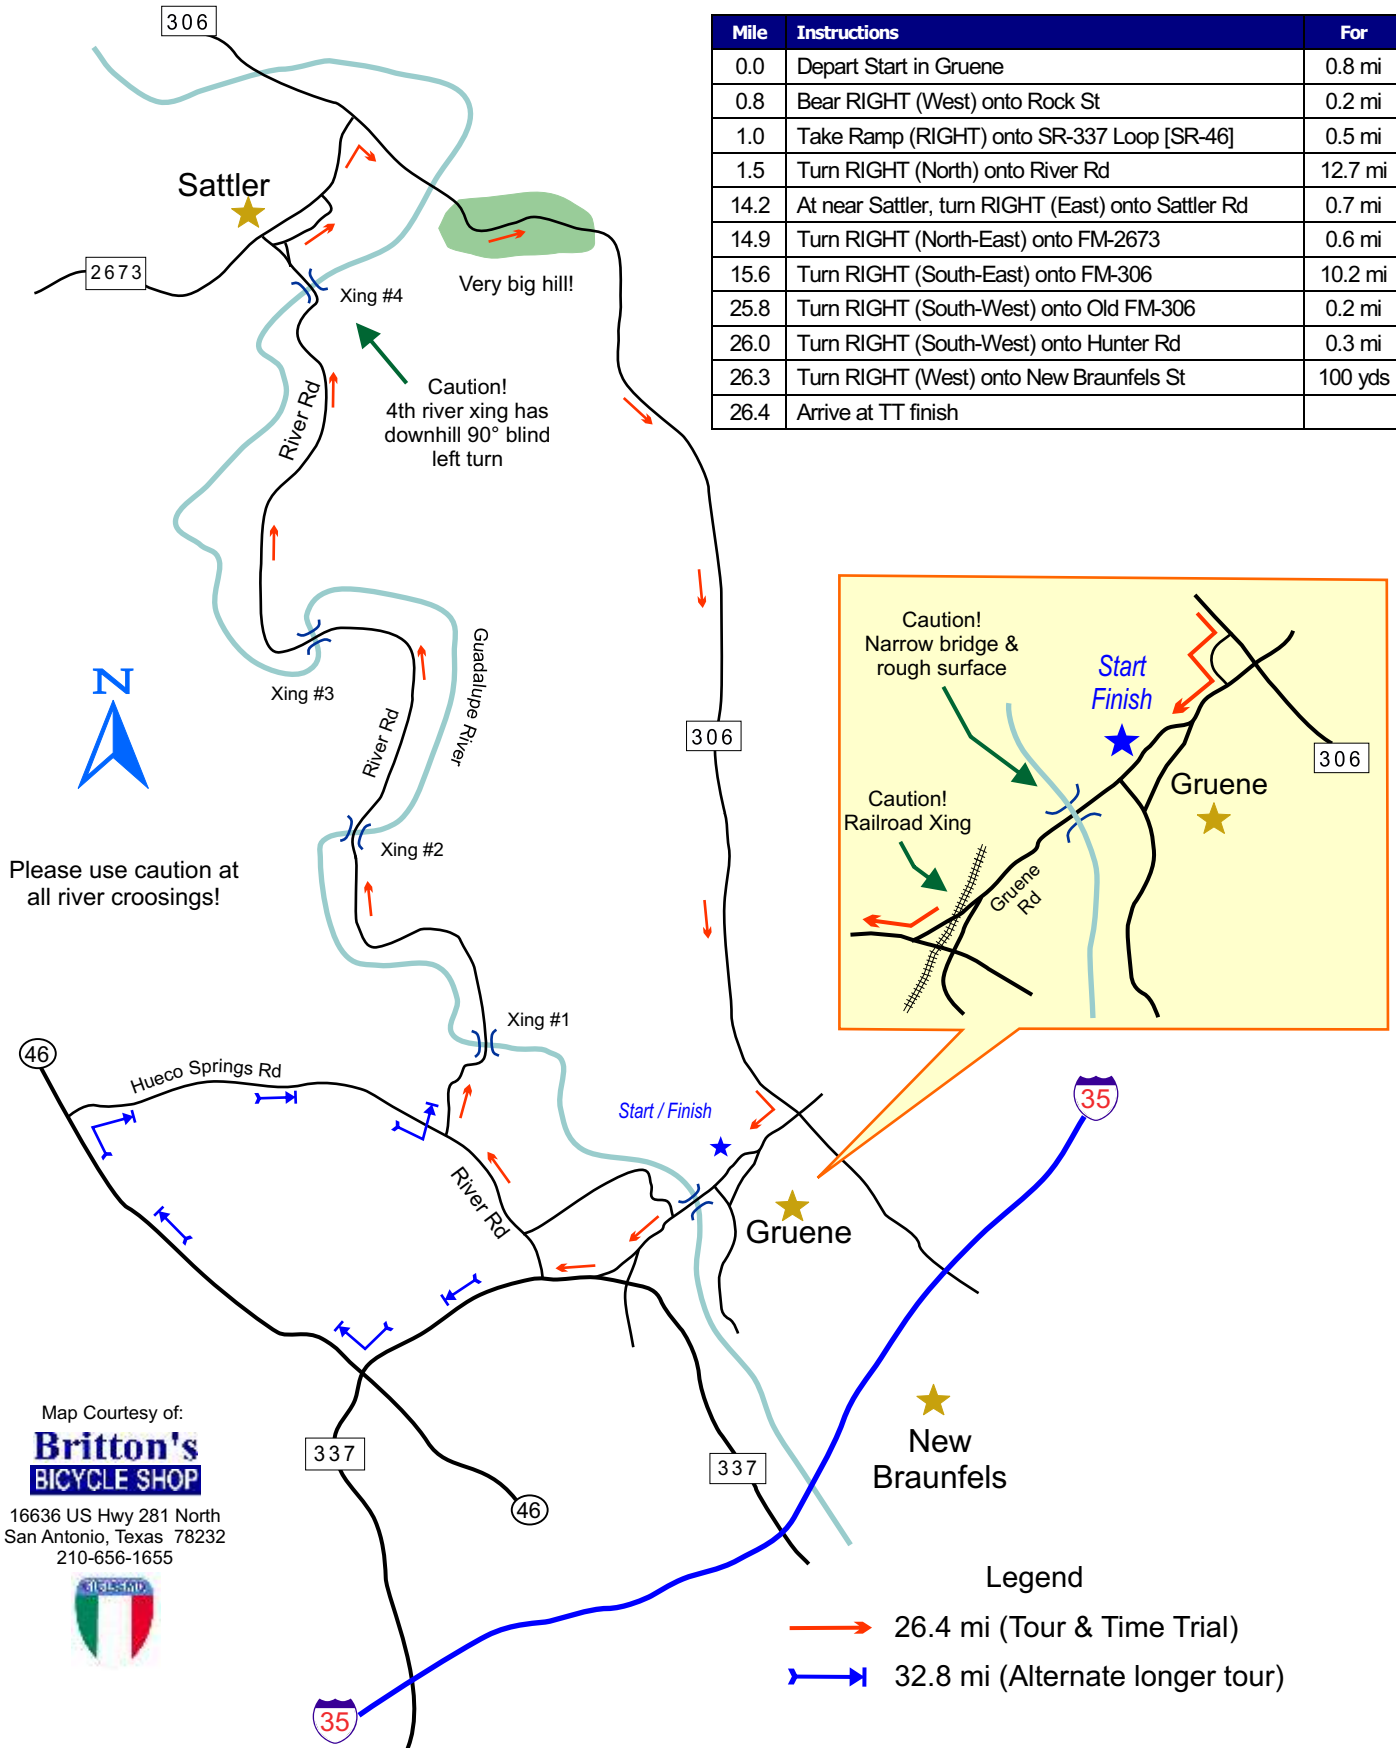 306
Mile Instructions For
0.0 Depart Start in Gruene 0.8 mi
0.8 Bear RIGHT (West) onto Rock St 0.2 mi
1.0 Take Ramp (RIGHT) onto SR-337 Loop [SR-46] 0.5 mi
1.5 Turn RIGHT (North) onto River Rd 12.7 mi
14.2 At near Sattler, turn RIGHT (East) onto Sattler Rd 0.7 mi
14.9 Turn RIGHT (North-East) onto FM-2673 0.6 mi
15.6 Turn RIGHT (South-East) onto FM-306 10.2 mi
25.8 Turn RIGHT (South-West) onto Old FM-306 0.2 mi
26.0 Turn RIGHT (South-West) onto Hunter Rd 0.3 mi
26.3 Turn RIGHT (West) onto New Braunfels St 100 yds
26.4 Arrive at TT finish
Sattler
2673
Xing #4
Very big hill!
Caution!
4th river xing has
downhill 90° blind
left turn
River Rd
Guadalupe River
Xing #3
N
River Rd
306
Xing #2
Please use caution at
all river croosings!
Caution!
Narrow bridge &
rough surface
Start
Finish
306
Gruene
Caution!
Railroad Xing
Gruene
Rd
Xing #1
46
Hueco Springs Rd
35
Start / Finish
River Rd
Gruene
Map Courtesy of:
Britton's
BICYCLE SHOP
16636 US Hwy 281 North
San Antonio, Texas 78232
210-656-1655
337
46
337
New
Braunfels
35
Legend
26.4 mi (Tour & Time Trial)
32.8 mi (Alternate longer tour)